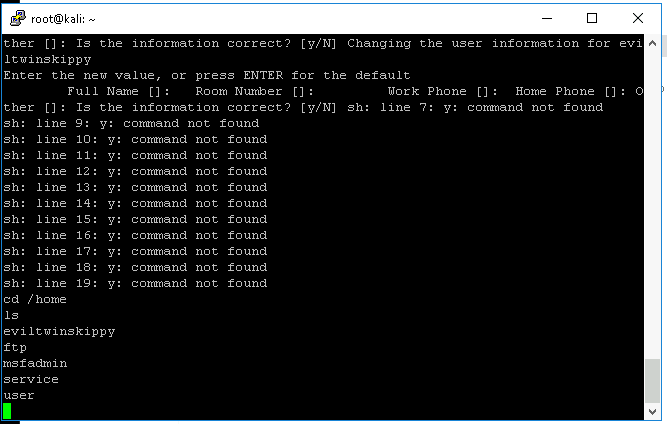 root@kali: ~
ther []: Is the information correct? [y/N] Changing the user information for evi
ltwinskippy
Enter the new value, or press ENTER for the default
Full Name []: Room Number []: Work Phone []: Home Phone []: O
ther []: Is the information correct? [y/N] sh: line 7: y: command not found
sh: line 9: y: command not found
sh: line 10: y: command not found
sh: line 11: y: command not found
sh: line 12: y: command not found
sh: line 13: y: command not found
sh: line 14: y: command not found
sh: line 15: y: command not found
sh: line 16: y: command not found
sh: line 17: y: command not found
sh: line 18: y: command not found
sh: line 19: y: command not found
cd /home
ls
eviltwinskippy
ftp
msfadmin
service
user